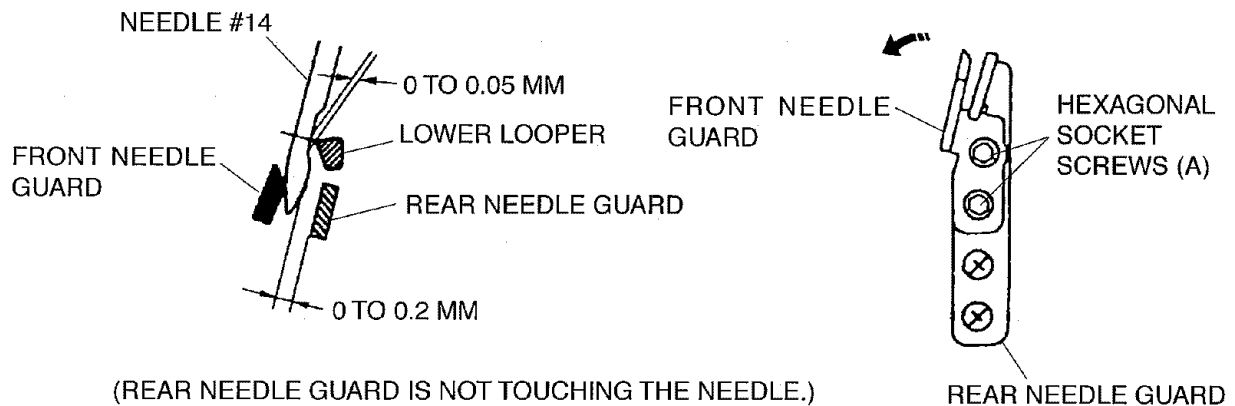 NEEDLE #14
0 TO 0.05 MM
LOWER LOOPER
FRONT NEEDLE
GUARD
REAR NEEDLE GUARD
0 TO 0.2 MM
(REAR NEEDLE GUARD IS NOT TOUCHING THE NEEDLE.)
FRONT NEEDLE
GUARD
HEXAGONAL
SOCKET
SCREWS (A)
REAR NEEDLE GUARD